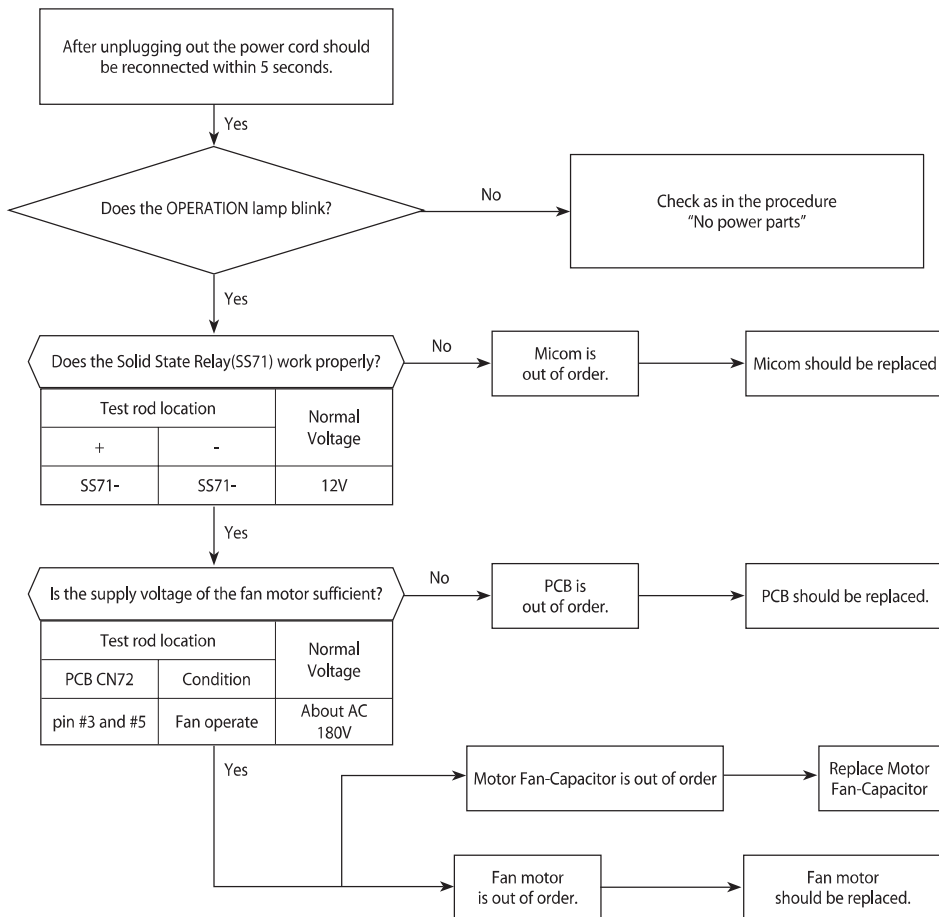 After unplugging out the power cord should
be reconnected within 5 seconds.
Yes
Does the OPERATION lamp blink?
No
Check as in the procedure
“No power parts”
Yes
Does the Solid State Relay(SS71) work properly?
No
Micom is
out of order.
Micom should be replaced
Test rod location
Normal
Voltage
+
-
SS71-
SS71-
12V
Yes
Is the supply voltage of the fan motor sufficient?
No
PCB is
out of order.
PCB should be replaced.
Test rod location
Normal
Voltage
PCB CN72
Condition
pin #3 and #5
Fan operate
About AC
180V
Yes
Motor Fan-Capacitor is out of order
Replace Motor
Fan-Capacitor
Fan motor
is out of order.
Fan motor
should be replaced.